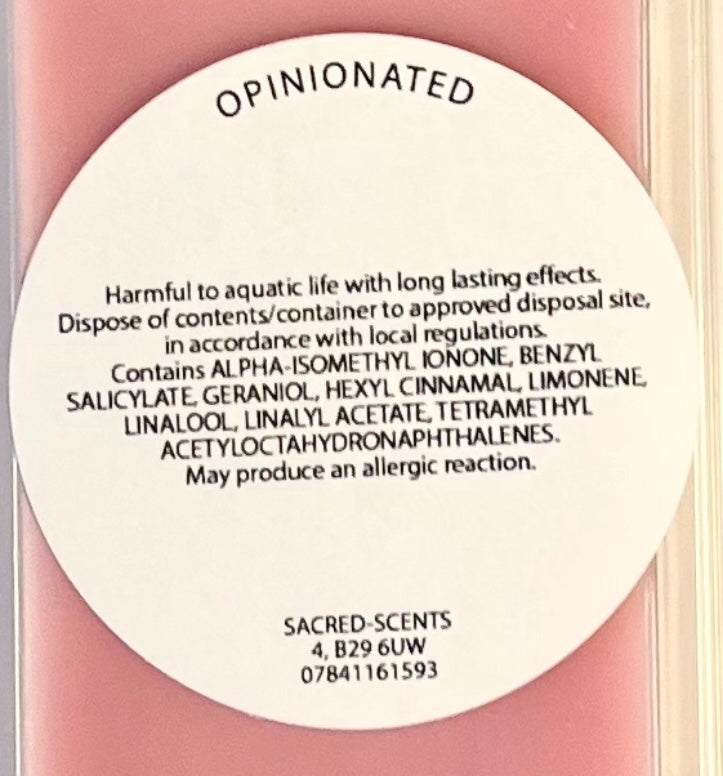 OPINIONATED
Harmful to aquatic life with long lasting effects.
Dispose of contents/container to approved disposal site,
in accordance with local regulations.
Contains ALPHA-ISOMETHYL IONONE, BENZYL
SALICYLATE, GERANIOL, HEXYL CINNAMAL, LIMONENE,
LINALOOL, LINALYL ACETATE, TETRAMETHYL
ACETYLOCTAHYDRONAPHTHALENES.
May produce an allergic reaction.
SACRED-SCENTS
4, B29 6UW
07841161593